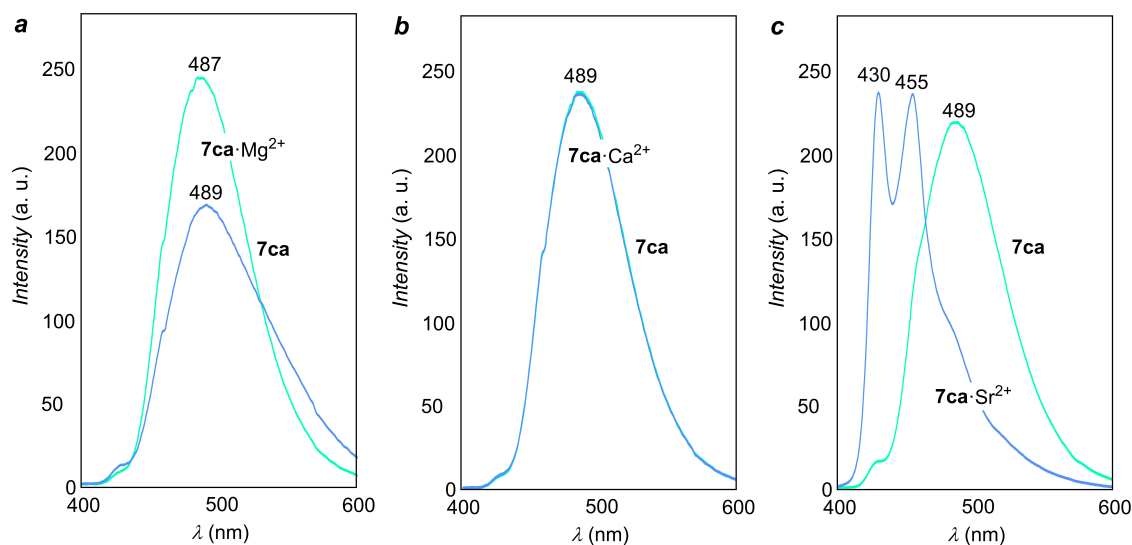 a
Intensity (a. u.)
250
200
150
100
50
0
487
7ca·Mg²⁺
489
7ca
400
500
600
λ (nm)
b
Intensity (a. u.)
250
200
150
100
50
0
489
7ca·Ca²⁺
7ca
400
500
600
λ (nm)
c
Intensity (a. u.)
250
200
150
100
50
0
430
455
489
7ca
7ca·Sr²⁺
400
500
600
λ (nm)